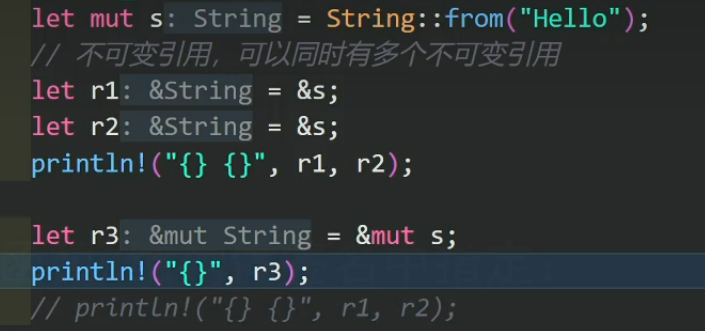 let mut s: String = String::from("Hello");
// 不可变引用，可以同时有多个不可变引用
let r1: &String = &s;
let r2: &String = &s;
println!("{} {}", r1, r2);
let r3: &mut String = &mut s;
println!("{}", r3);
// println!("{} {}", r1, r2);